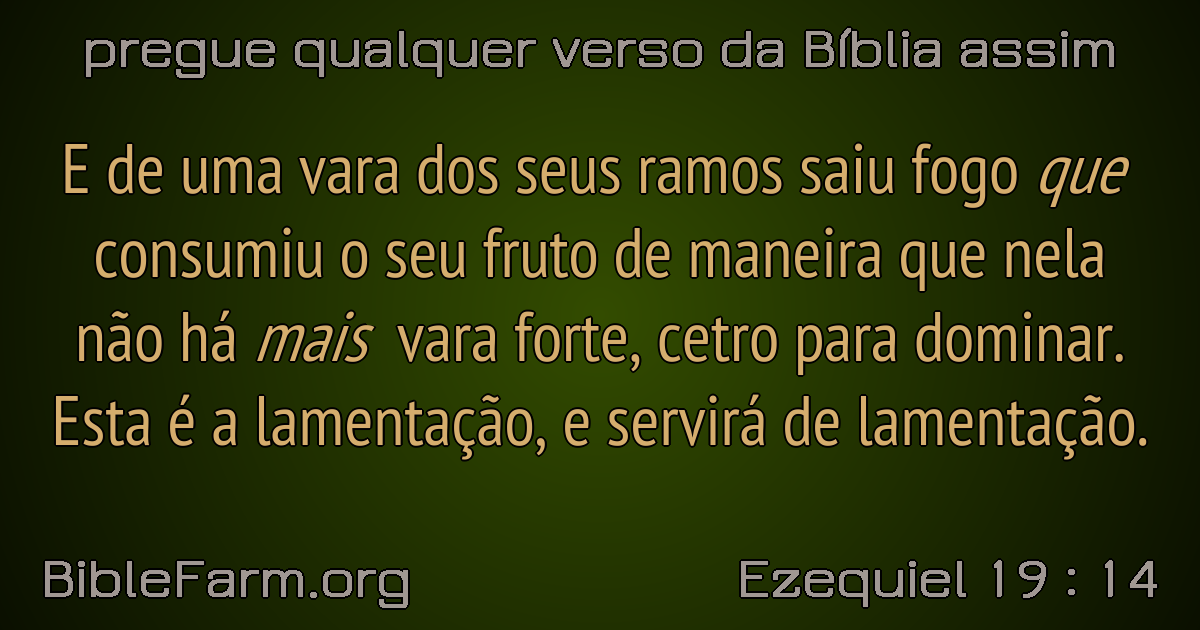 pregue qualquer verso da Bíblia assim
E de uma vara dos seus ramos saiu fogo que
consumiu o seu fruto de maneira que nela
não há mais vara forte, cetro para dominar.
Esta é a lamentação, e servirá de lamentação.
BibleFarm.org
Ezequiel 19 : 14